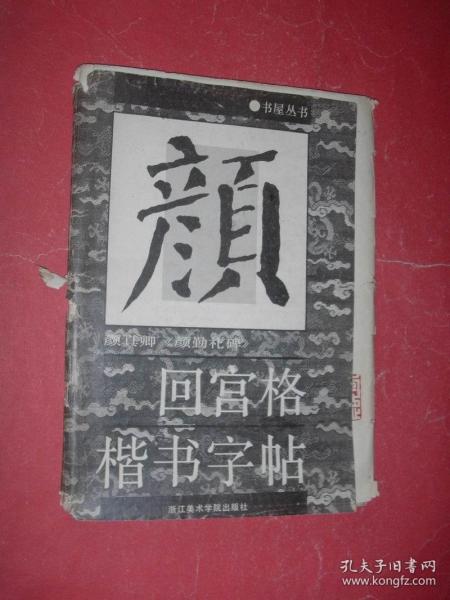 ●书屋丛书
顔
颜真卿《颜勤礼碑》
回宫格
楷书字帖
浙江美术学院出版社
孔夫子旧书网
www.kongfz.com